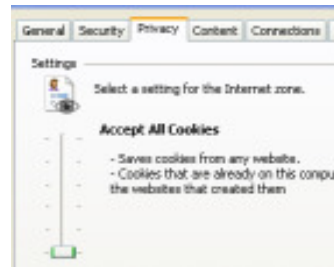 General Security Privacy Content Connections
Settings
Select a setting for the Internet zone.
Accept All Cookies
- Saves cookies from any website.
- Cookies that are already on this compu
the websites that created them